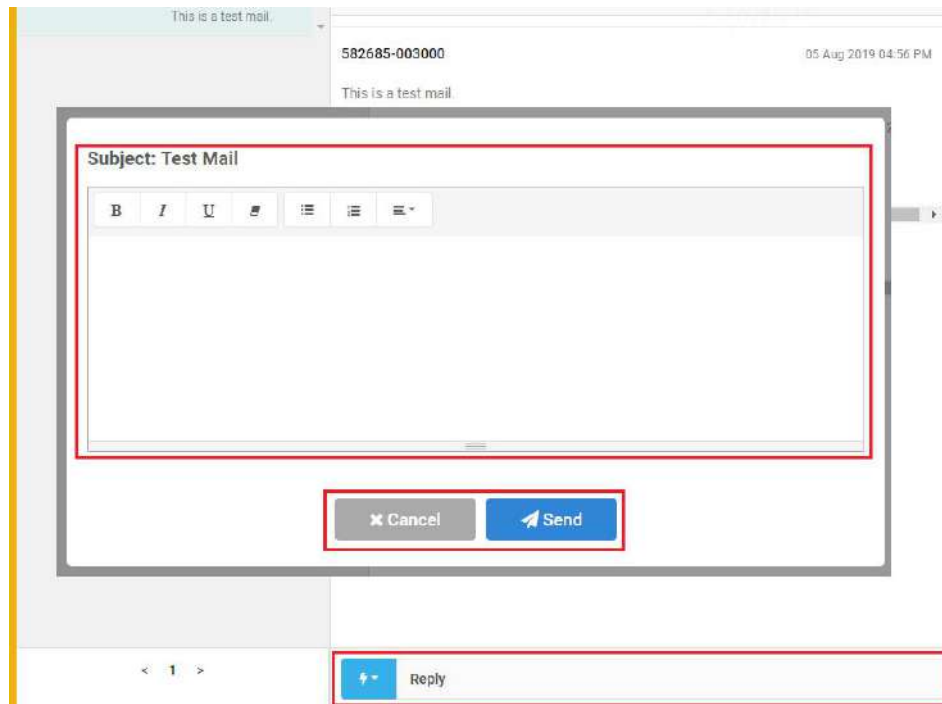 This is a test mail.
582685-003000
05 Aug 2019 04:56 PM
This is a test mail.
Subject: Test Mail
B I U
Cancel
Send
< 1 >
Reply